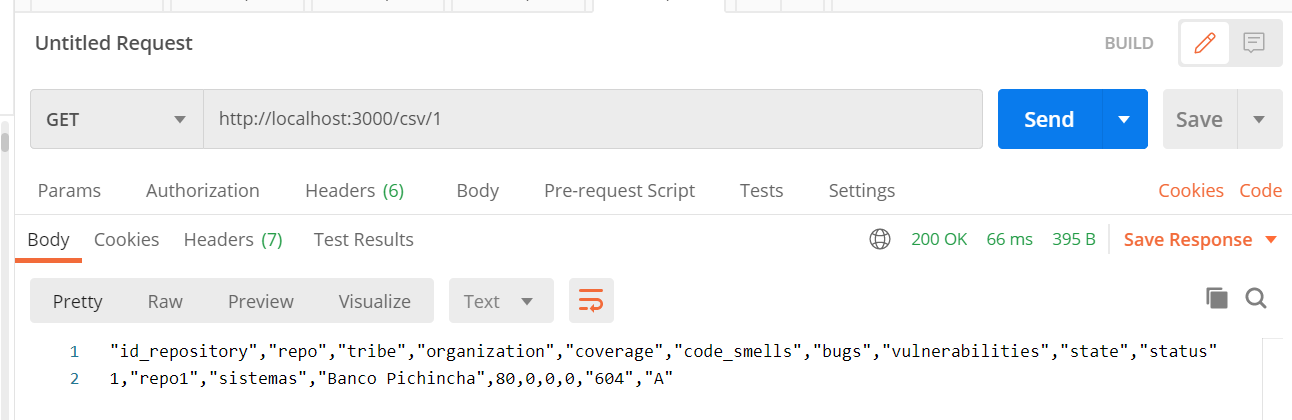 Untitled Request
BUILD
GET http://localhost:3000/csv/1 Send Save
Params Authorization Headers (6) Body Pre-request Script Tests Settings Cookies Code
Body Cookies Headers (7) Test Results 200 OK 66 ms 395 B Save Response
Pretty Raw Preview Visualize Text
1 "id_repository","repo","tribe","organization","coverage","code_smells","bugs","vulnerabilities","state","status"
2 1,"repo1","sistemas","Banco Pichincha",80,0,0,0,"604","A"